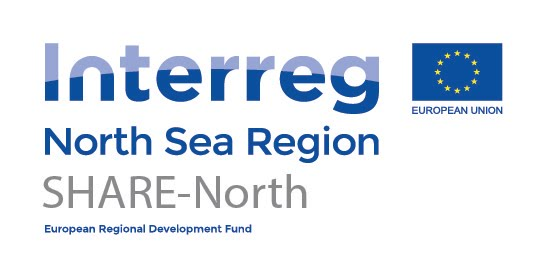 Interreg
EUROPEAN UNION
North Sea Region
SHARE-North
European Regional Development Fund